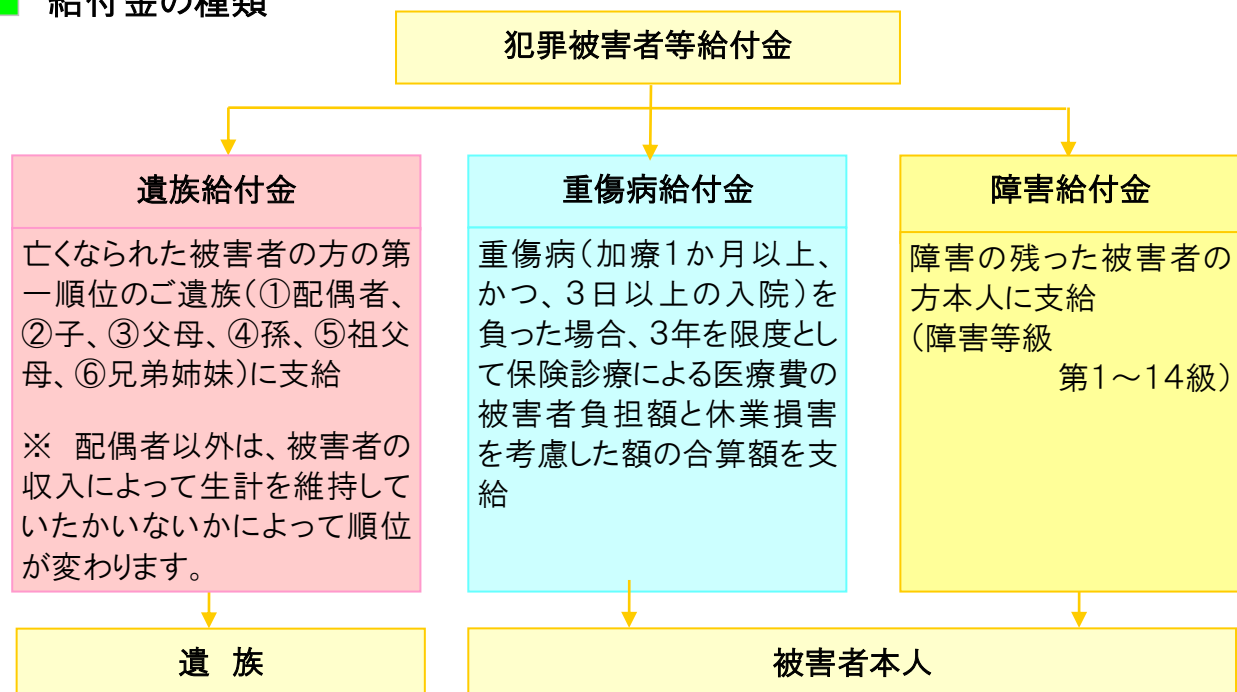 給付金の種類
犯罪被害者等給付金
遺族給付金
亡くなられた被害者の方の第
一順位のご遺族（①配偶者、
②子、③父母、④孫、⑤祖父
母、⑥兄弟姉妹）に支給
※　配偶者以外は、被害者の
収入によって生計を維持して
いたかいないかによって順位
が変わります。
重傷病給付金
重傷病（加療１か月以上、
かつ、３日以上の入院）を
負った場合、３年を限度とし
て保険診療による医療費の
被害者負担額と休業損害
を考慮した額の合算額を支
給
障害給付金
障害の残った被害者の
方本人に支給
（障害等級
第１～１４級）
遺　族
被害者本人